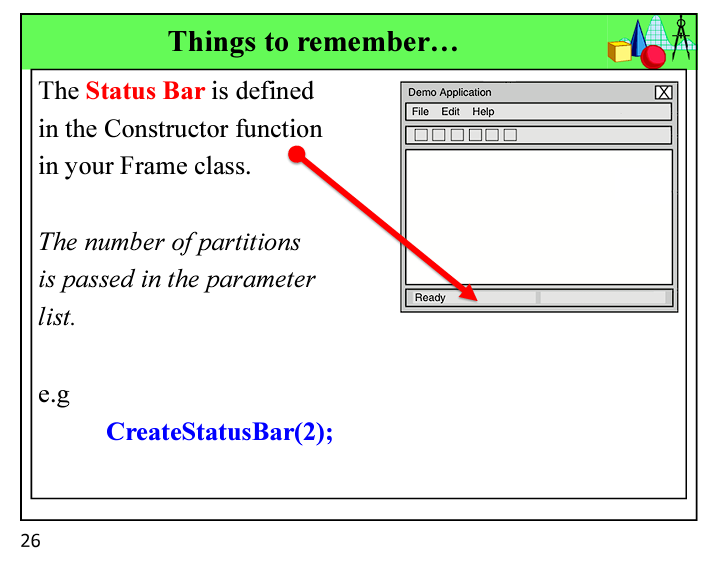 Things to remember…
The Status Bar is defined
in the Constructor function
in your Frame class.
The number of partitions
is passed in the parameter
list.
e.g
CreateStatusBar(2);
Demo Application
X
File Edit Help
Ready
26